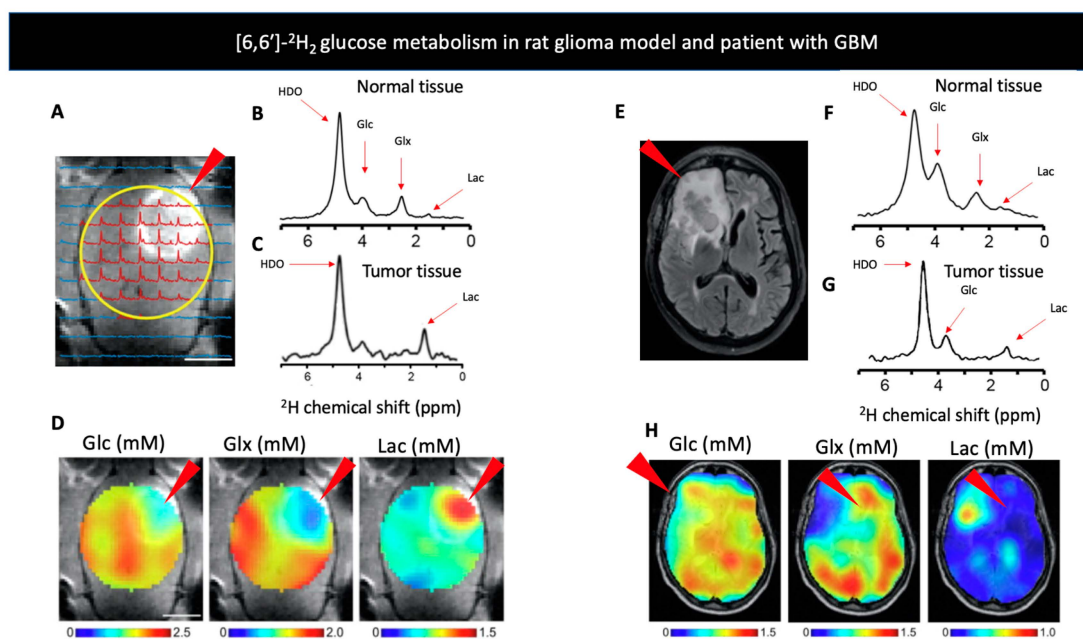 [6,6′]-²H₂ glucose metabolism in rat glioma model and patient with GBM
A
B
Normal tissue
HDO
Glc
Glx
Lac
6 4 2 0
C
Tumor tissue
HDO
Lac
6 4 2 0
²H chemical shift (ppm)
D
Glc (mM) Glx (mM) Lac (mM)
0 2.5 0 2.0 0 1.5
E
F
Normal tissue
HDO
Glc
Glx
Lac
6 4 2 0
G
Tumor tissue
HDO
Glc
Lac
6 4 2 0
²H chemical shift (ppm)
H
Glc (mM) Glx (mM) Lac (mM)
0 1.5 0 1.5 0 1.0